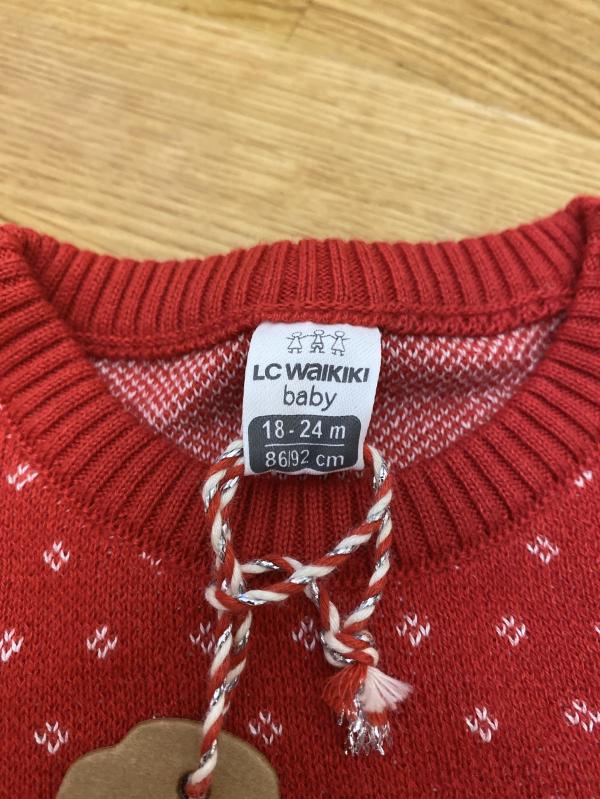 LC WAIKIKI
baby
18 - 24 m
86/92 cm